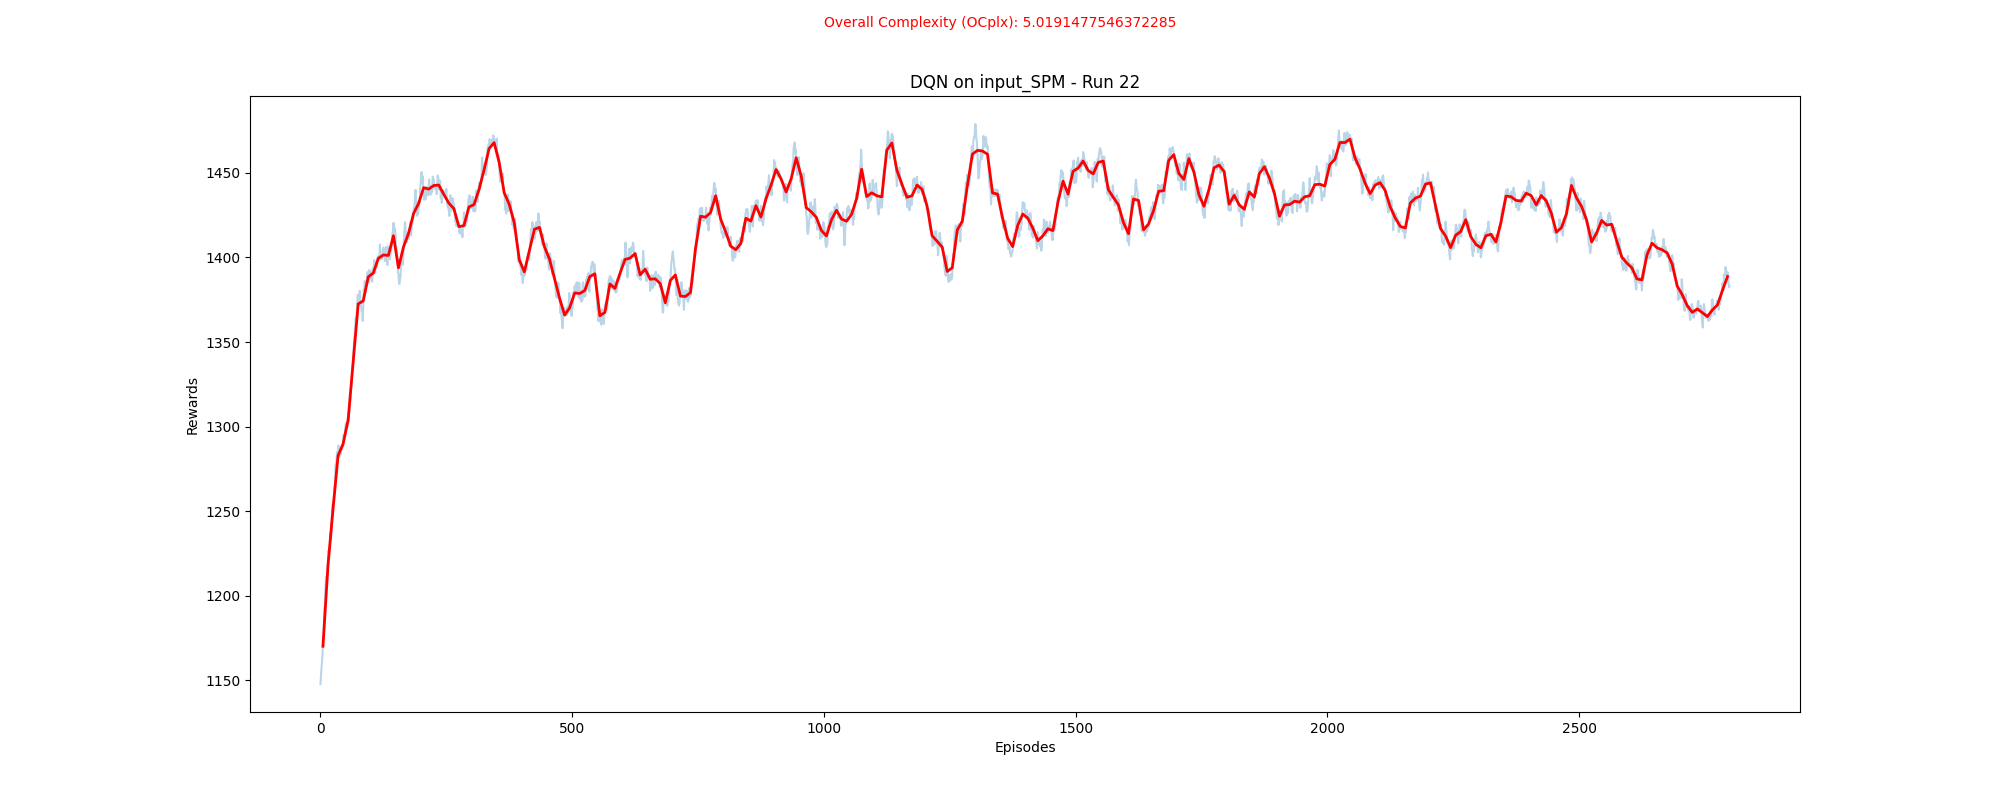 Overall Complexity (OCplx): 5.0191477546372285
DQN on input_SPM - Run 22
1450
1400
1350
1300
1250
1200
1150
Rewards
0 500 1000 1500 2000 2500
Episodes